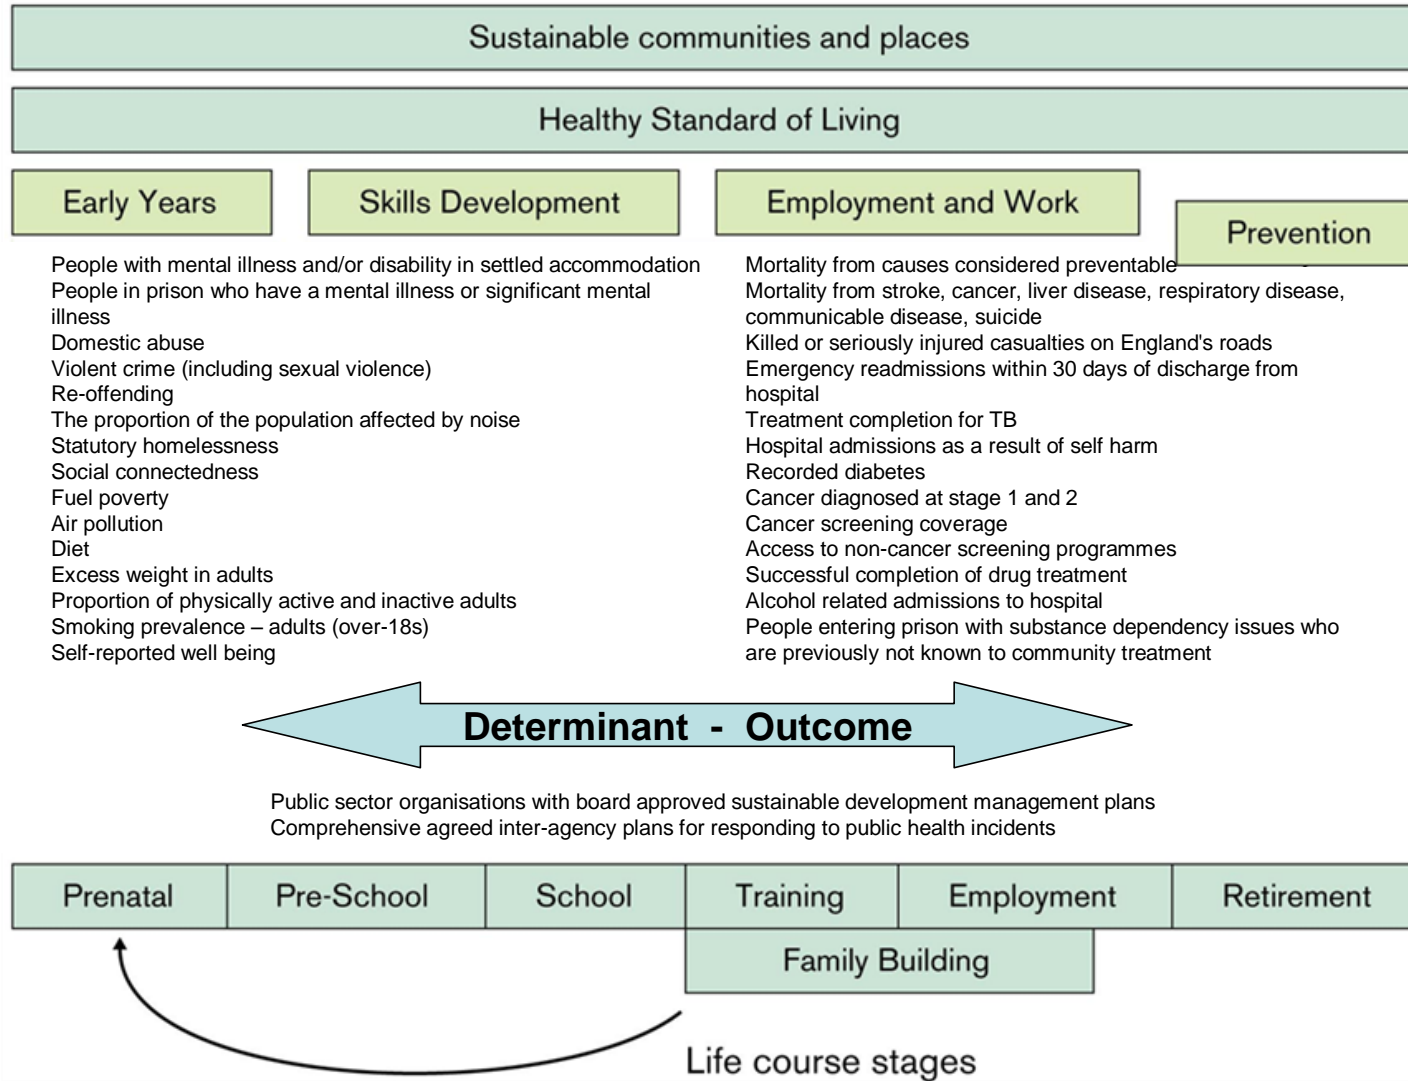 Sustainable communities and places
Healthy Standard of Living
Early Years
Skills Development
Employment and Work
Prevention
People with mental illness and/or disability in settled accommodation
People in prison who have a mental illness or significant mental
illness
Domestic abuse
Violent crime (including sexual violence)
Re-offending
The proportion of the population affected by noise
Statutory homelessness
Social connectedness
Fuel poverty
Air pollution
Diet
Excess weight in adults
Proportion of physically active and inactive adults
Smoking prevalence – adults (over-18s)
Self-reported well being
Mortality from causes considered preventable
Mortality from stroke, cancer, liver disease, respiratory disease,
communicable disease, suicide
Killed or seriously injured casualties on England's roads
Emergency readmissions within 30 days of discharge from
hospital
Treatment completion for TB
Hospital admissions as a result of self harm
Recorded diabetes
Cancer diagnosed at stage 1 and 2
Cancer screening coverage
Access to non-cancer screening programmes
Successful completion of drug treatment
Alcohol related admissions to hospital
People entering prison with substance dependency issues who
are previously not known to community treatment
Determinant - Outcome
Public sector organisations with board approved sustainable development management plans
Comprehensive agreed inter-agency plans for responding to public health incidents
Prenatal
Pre-School
School
Training
Employment
Retirement
Family Building
Life course stages